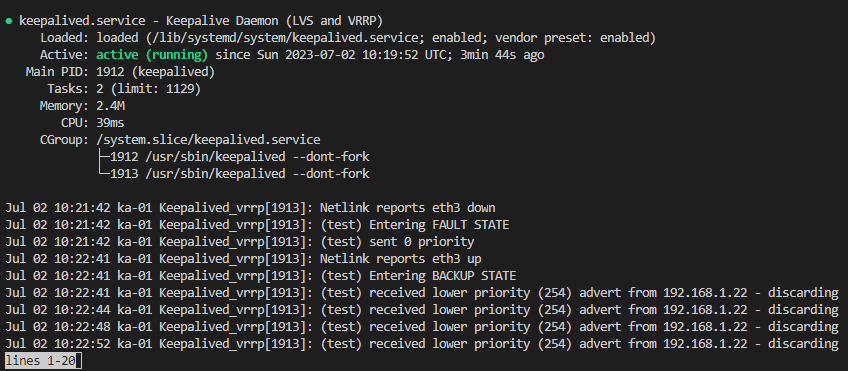 ● keepalived.service - Keepalive Daemon (LVS and VRRP)
Loaded: loaded (/lib/systemd/system/keepalived.service; enabled; vendor preset: enabled)
Active: active (running) since Sun 2023-07-02 10:19:52 UTC; 3min 44s ago
Main PID: 1912 (keepalived)
Tasks: 2 (limit: 1129)
Memory: 2.4M
CPU: 39ms
CGroup: /system.slice/keepalived.service
├─1912 /usr/sbin/keepalived --dont-fork
└─1913 /usr/sbin/keepalived --dont-fork
Jul 02 10:21:42 ka-01 Keepalived_vrrp[1913]: Netlink reports eth3 down
Jul 02 10:21:42 ka-01 Keepalived_vrrp[1913]: (test) Entering FAULT STATE
Jul 02 10:21:42 ka-01 Keepalived_vrrp[1913]: (test) sent 0 priority
Jul 02 10:22:41 ka-01 Keepalived_vrrp[1913]: Netlink reports eth3 up
Jul 02 10:22:41 ka-01 Keepalived_vrrp[1913]: (test) Entering BACKUP STATE
Jul 02 10:22:41 ka-01 Keepalived_vrrp[1913]: (test) received lower priority (254) advert from 192.168.1.22 - discarding
Jul 02 10:22:44 ka-01 Keepalived_vrrp[1913]: (test) received lower priority (254) advert from 192.168.1.22 - discarding
Jul 02 10:22:48 ka-01 Keepalived_vrrp[1913]: (test) received lower priority (254) advert from 192.168.1.22 - discarding
Jul 02 10:22:52 ka-01 Keepalived_vrrp[1913]: (test) received lower priority (254) advert from 192.168.1.22 - discarding
lines 1-20